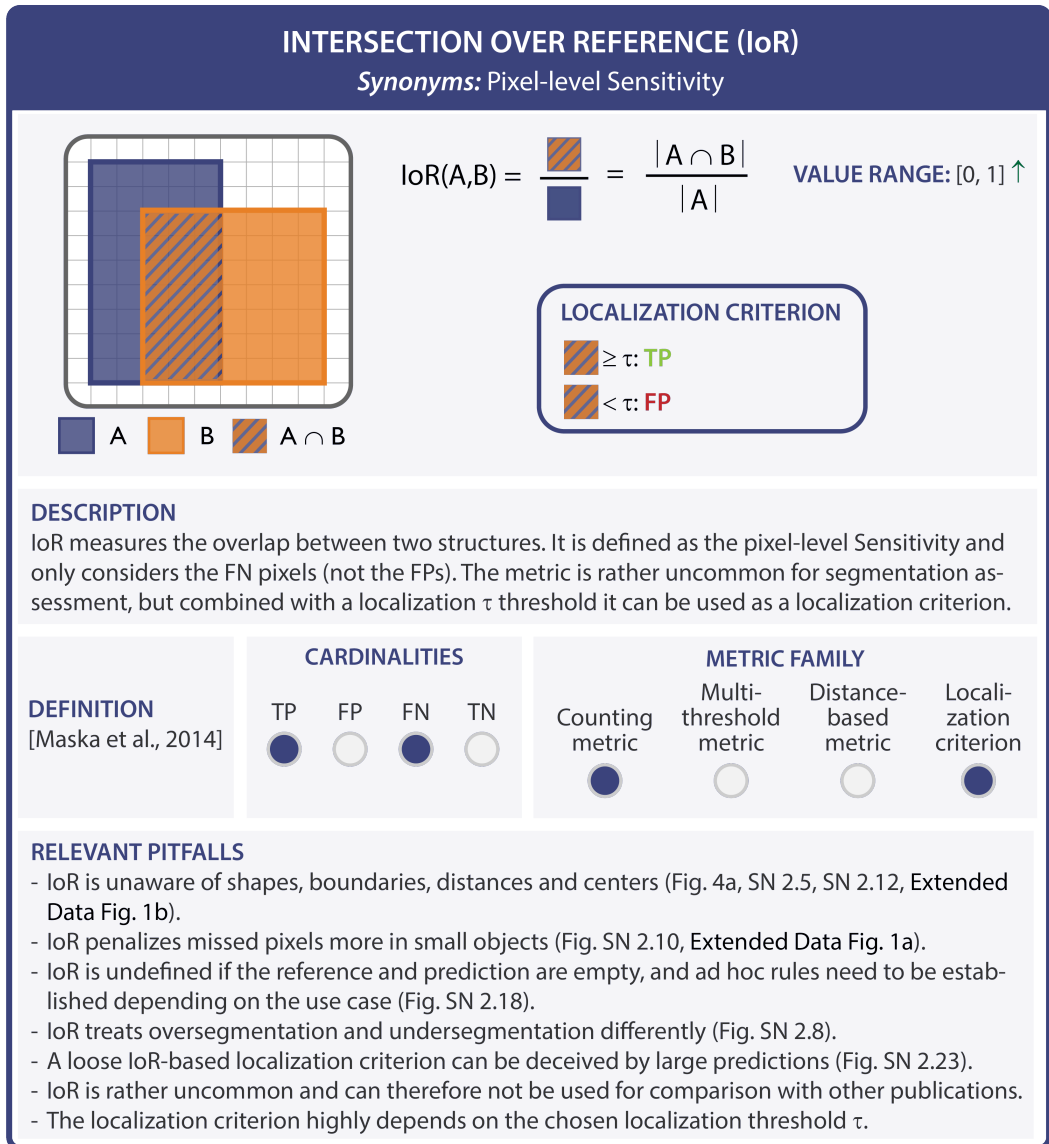 INTERSECTION OVER REFERENCE (IoR)
Synonyms: Pixel-level Sensitivity
IoR(A,B) = = |A ∩ B|
|A|
VALUE RANGE: [0, 1] ↑
LOCALIZATION CRITERION
≥ τ: TP
< τ: FP
A B A ∩ B
DESCRIPTION
IoR measures the overlap between two structures. It is defined as the pixel-level Sensitivity and
only considers the FN pixels (not the FPs). The metric is rather uncommon for segmentation as-
sessment, but combined with a localization τ threshold it can be used as a localization criterion.
DEFINITION
[Maska et al., 2014]
CARDINALITIES
TP FP FN TN
METRIC FAMILY
Counting
metric
Multi-
threshold
metric
Distance-
based
metric
Locali-
zation
criterion
RELEVANT PITFALLS
- IoR is unaware of shapes, boundaries, distances and centers (Fig. 4a, SN 2.5, SN 2.12, Extended
Data Fig. 1b).
- IoR penalizes missed pixels more in small objects (Fig. SN 2.10, Extended Data Fig. 1a).
- IoR is undefined if the reference and prediction are empty, and ad hoc rules need to be estab-
lished depending on the use case (Fig. SN 2.18).
- IoR treats oversegmentation and undersegmentation differently (Fig. SN 2.8).
- A loose IoR-based localization criterion can be deceived by large predictions (Fig. SN 2.23).
- IoR is rather uncommon and can therefore not be used for comparison with other publications.
- The localization criterion highly depends on the chosen localization threshold τ.